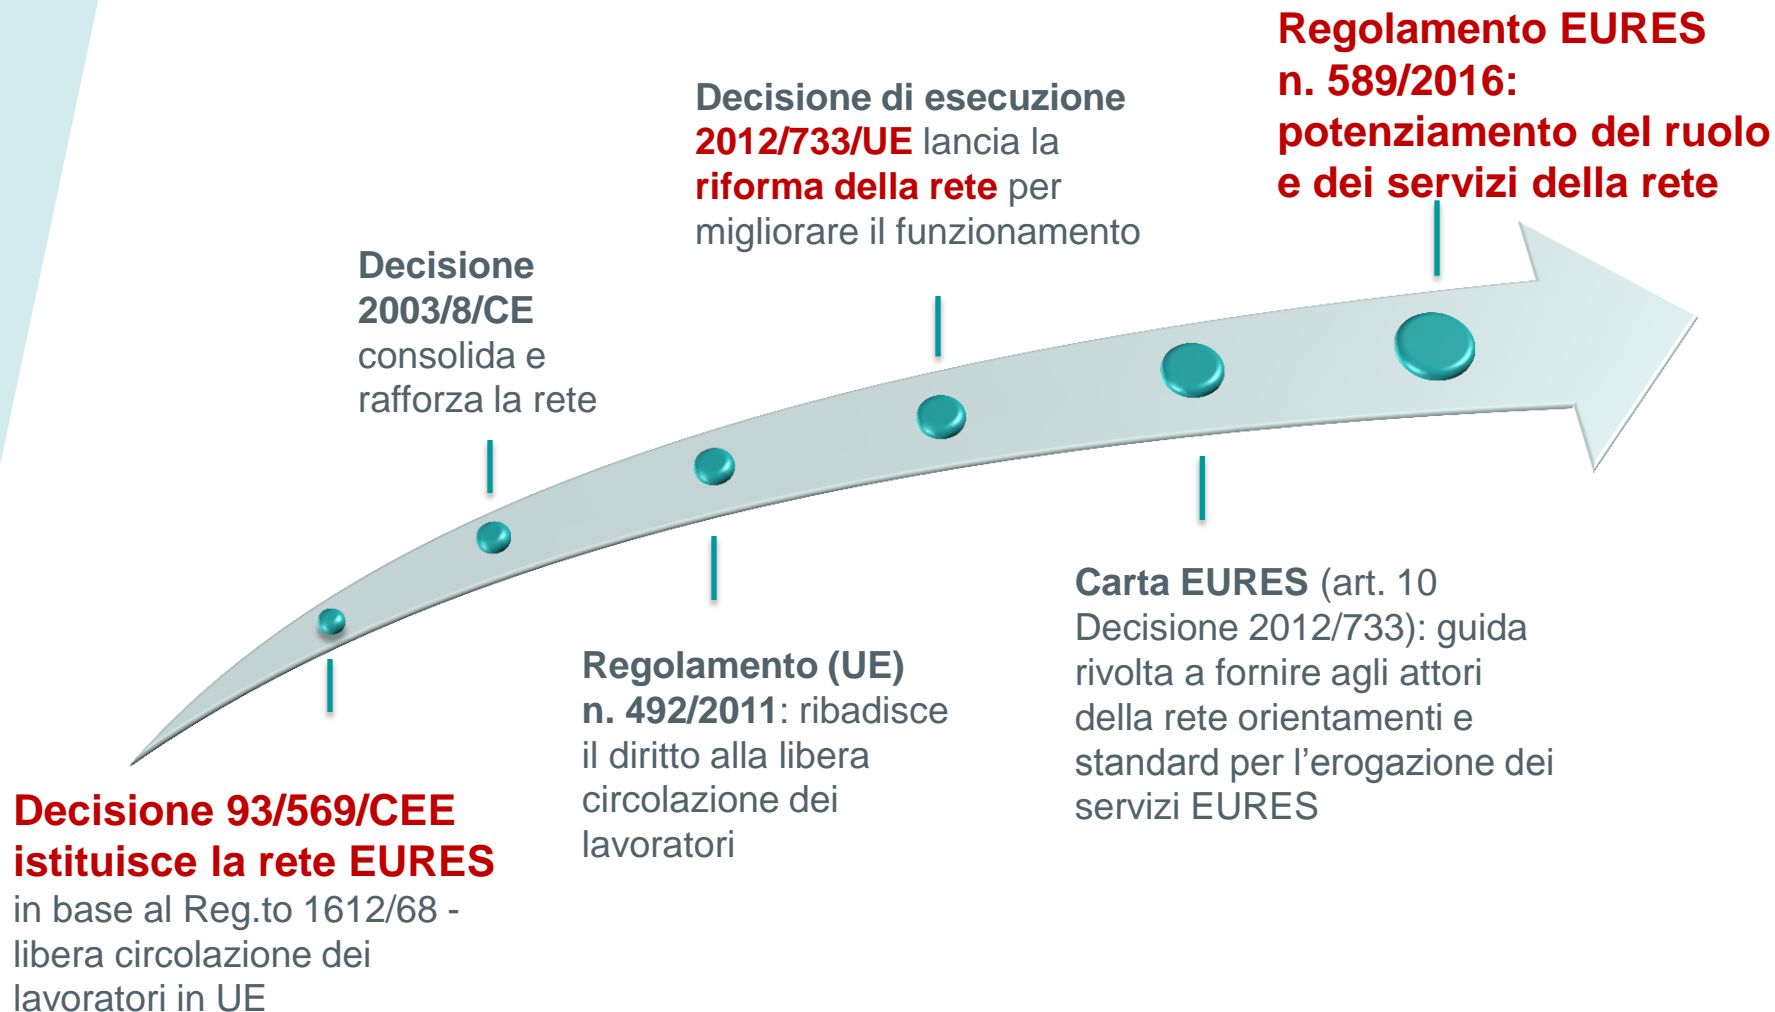 Decisione 93/569/CEE
istituisce la rete EURES
in base al Reg.to 1612/68 -
libera circolazione dei
lavoratori in UE
Decisione
2003/8/CE
consolida e
rafforza la rete
Regolamento (UE)
n. 492/2011: ribadisce
il diritto alla libera
circolazione dei
lavoratori
Decisione di esecuzione
2012/733/UE lancia la
riforma della rete per
migliorare il funzionamento
Carta EURES (art. 10
Decisione 2012/733): guida
rivolta a fornire agli attori
della rete orientamenti e
standard per l’erogazione dei
servizi EURES
Regolamento EURES
n. 589/2016:
potenziamento del ruolo
e dei servizi della rete